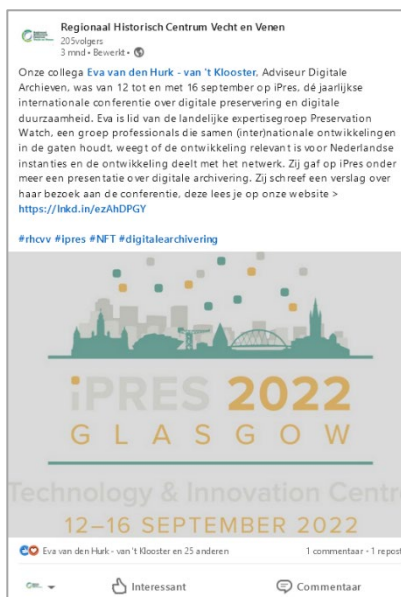 Regionaal Historisch Centrum Vecht en Venen
205volgers
3 mnd • Bewerkt •
Onze collega Eva van den Hurk - van 't Klooster, Adviseur Digitale
Archieven, was van 12 tot en met 16 september op iPres, dé jaarlijkse
internationale conferentie over digitale preservering en digitale
duurzaamheid. Eva is lid van de landelijke expertisegroep Preservation
Watch, een groep professionals die samen (inter)nationale ontwikkelingen
in de gaten houdt, weegt of de ontwikkeling relevant is voor Nederlandse
instanties en de ontwikkeling deelt met het netwerk. Zij gaf op iPres onder
meer een presentatie over digitale archivering. Zij schreef een verslag over
haar bezoek aan de conferentie, deze lees je op onze website >
https://lnkd.in/ezAhDPGY
#rhcvv #ipres #NFT #digitalearchivering
iPRES 2022
GLASGOW
Technology & Innovation Centr
12–16 SEPTEMBER 2022
Eva van den Hurk - van 't Klooster en 25 anderen
1 commentaar • 1 repost
Interessant
Commentaar